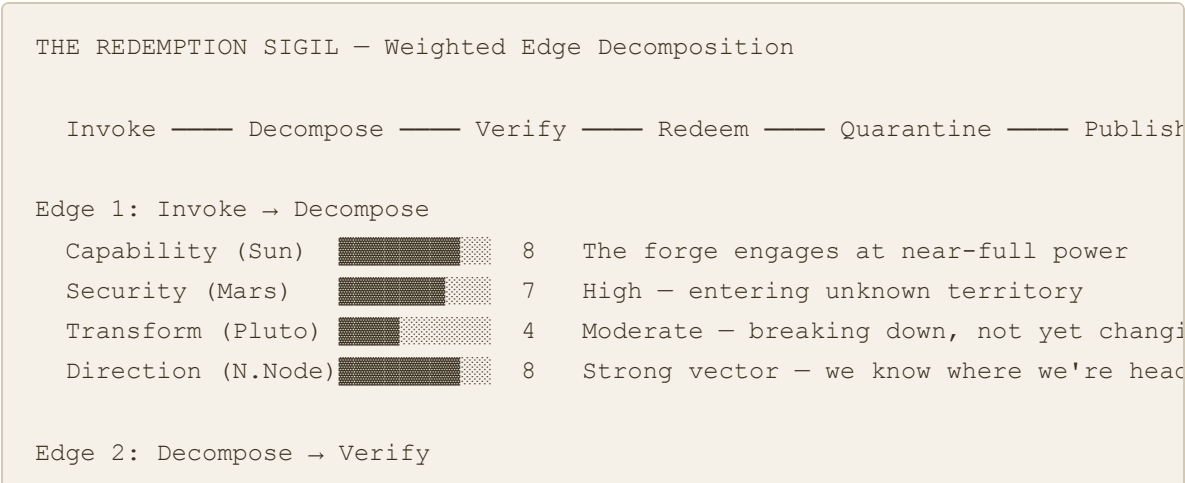 THE REDEMPTION SIGIL — Weighted Edge Decomposition
Invoke ──── Decompose ──── Verify ──── Redeem ──── Quarantine ──── Publish
Edge 1: Invoke → Decompose
Capability (Sun) ▓▓▓▓▓▓▓▓░░ 8 The forge engages at near-full power
Security (Mars) ▓▓▓▓▓▓▓░░░ 7 High — entering unknown territory
Transform (Pluto) ▓▓▓▓░░░░░░ 4 Moderate — breaking down, not yet
Direction (N.Node)▓▓▓▓▓▓▓▓░░ 8 Strong vector — we know where we're
Edge 2: Decompose → Verify